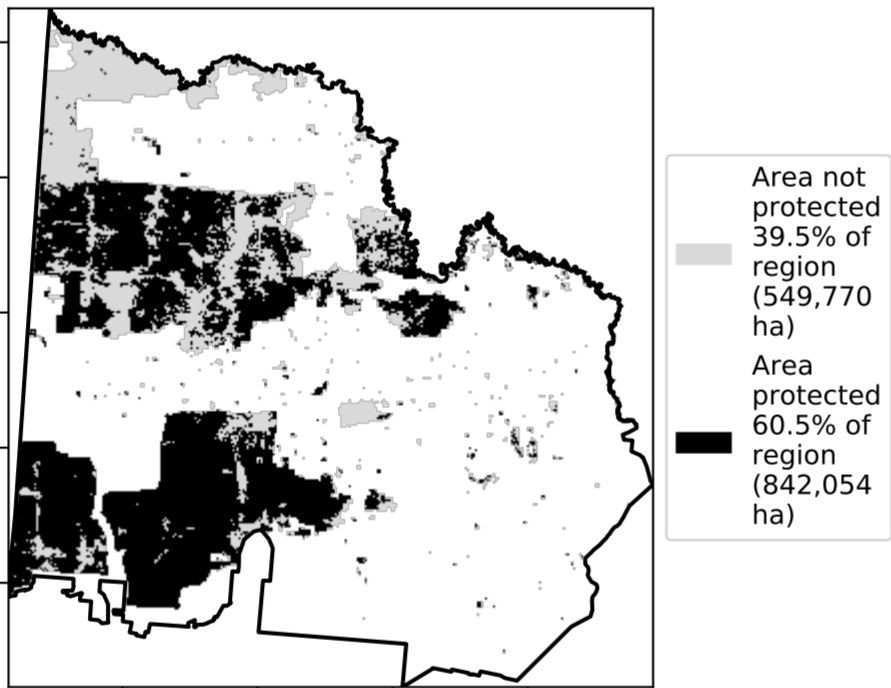 Area not
protected
39.5% of
region
(549,770
ha)
Area
protected
60.5% of
region
(842,054
ha)